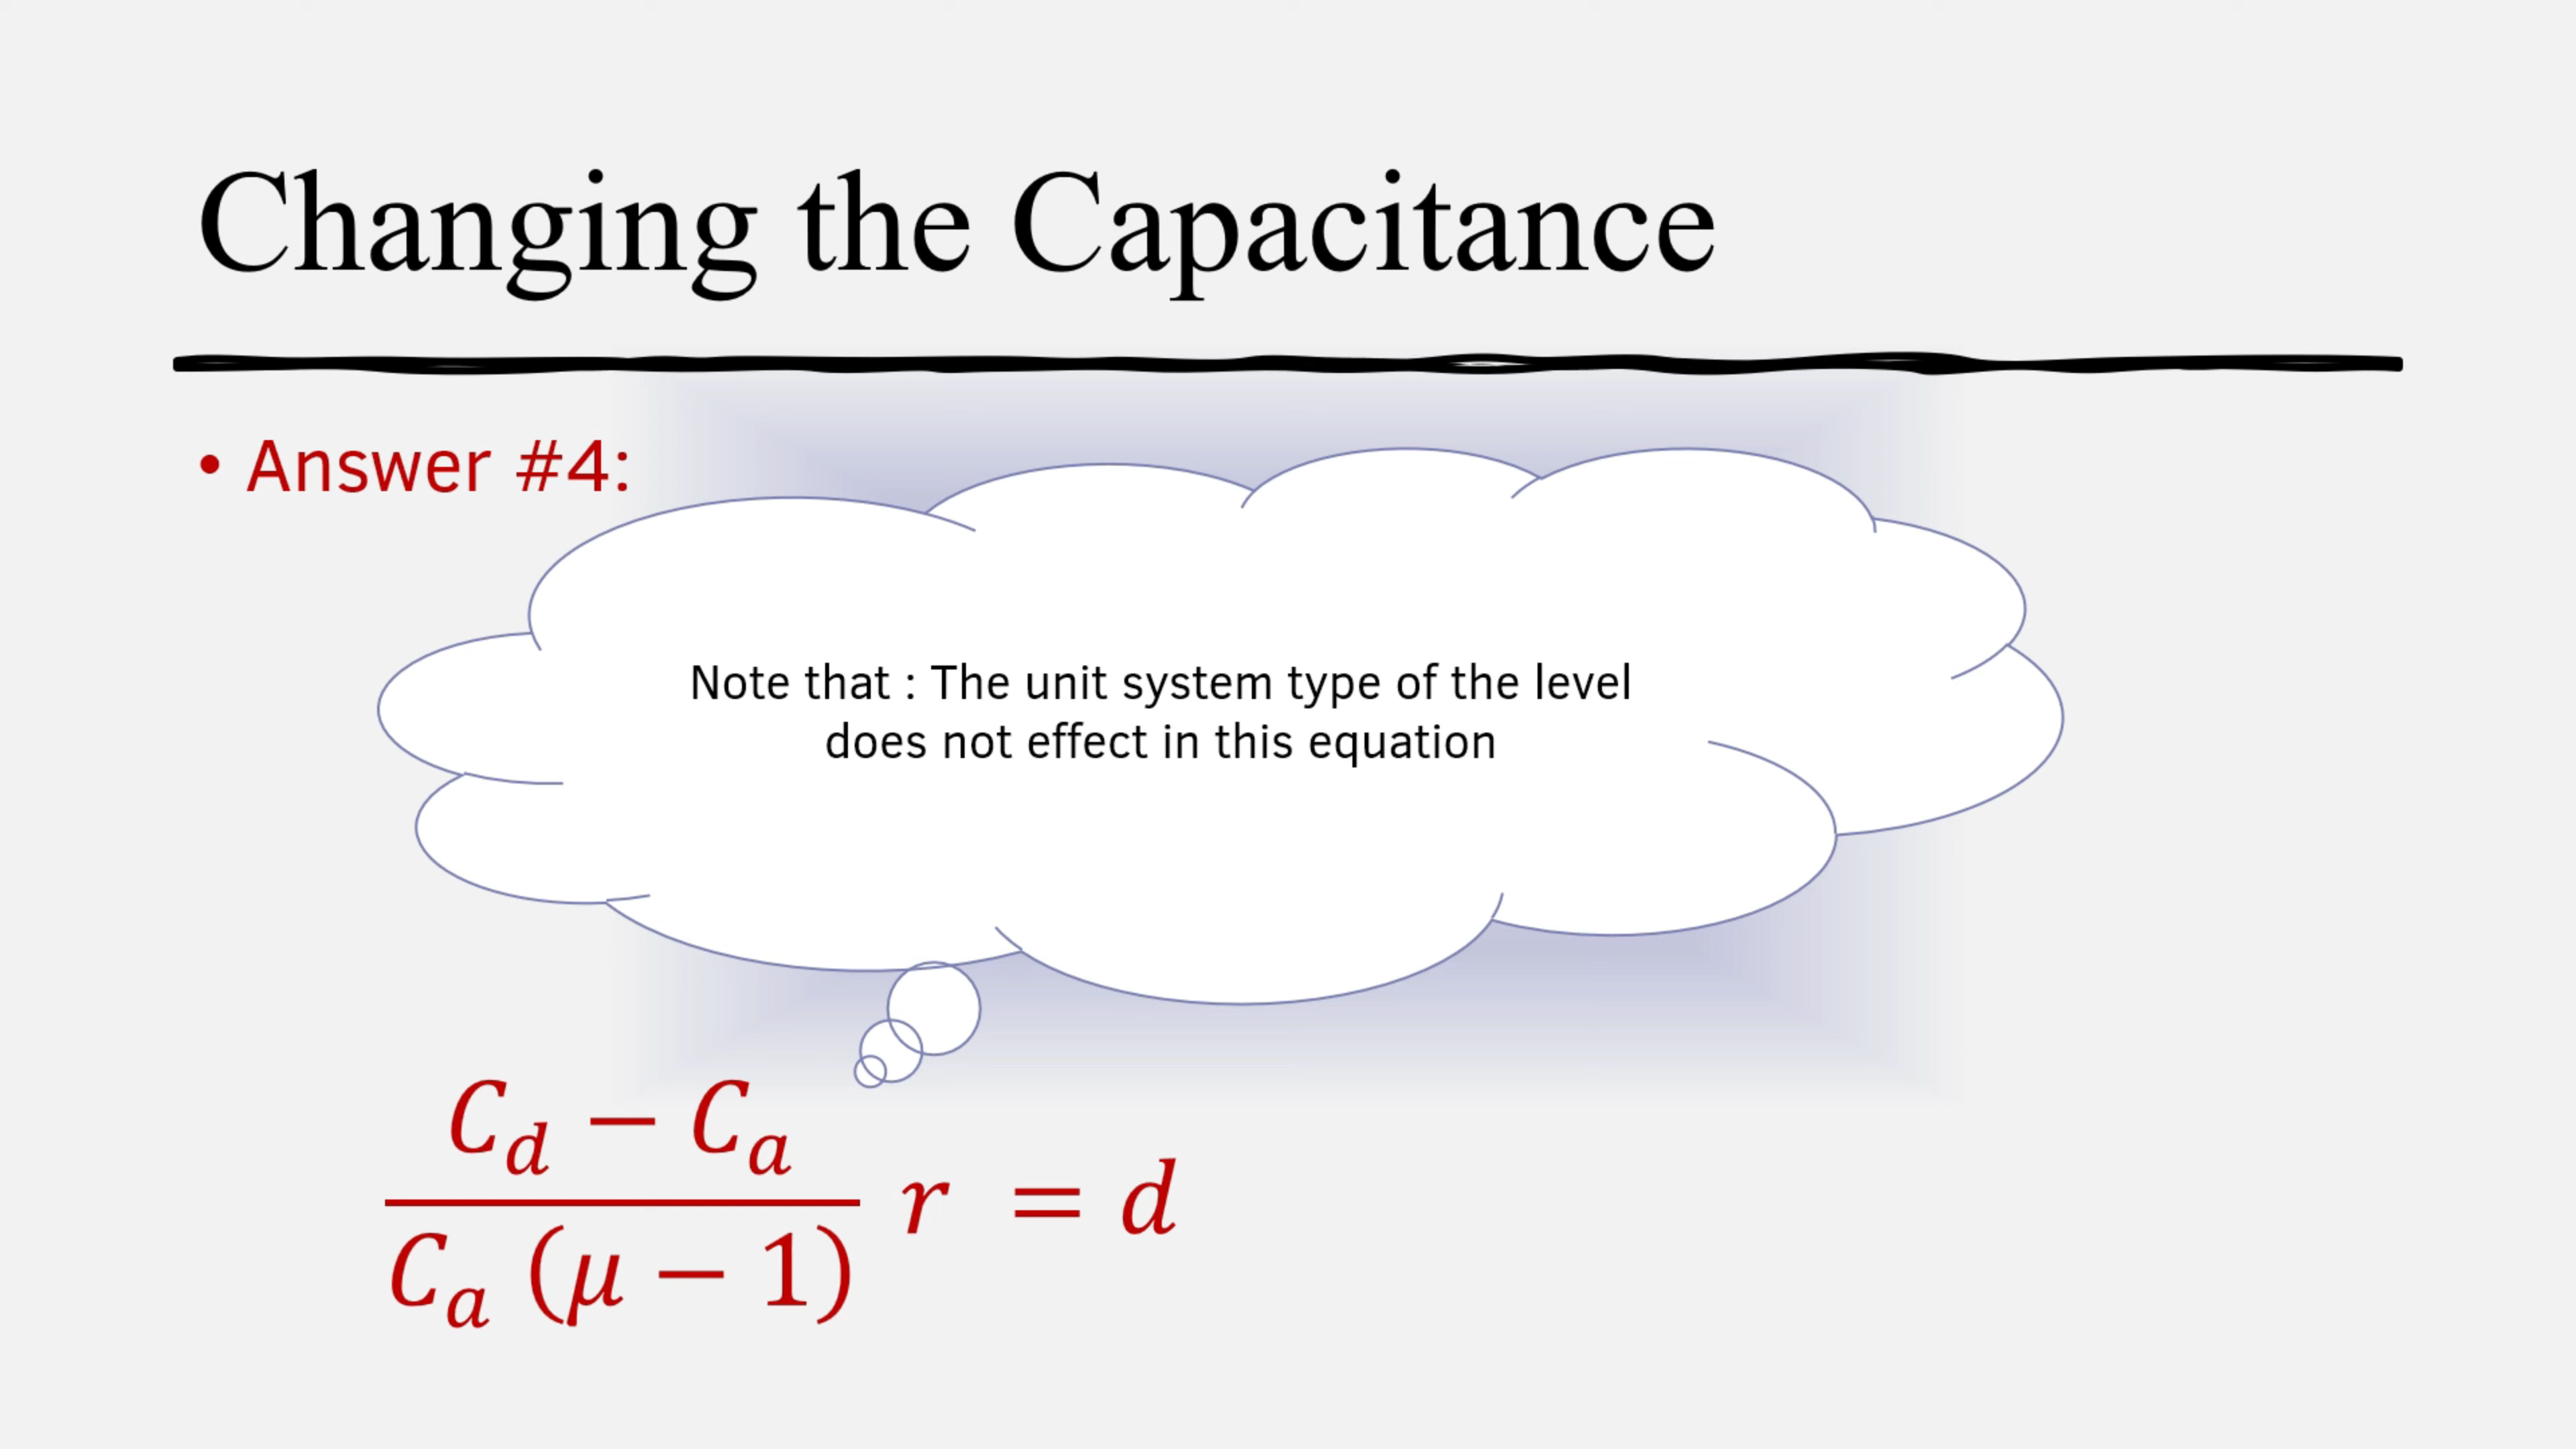 Changing the Capacitance
• Answer #4:
Note that : The unit system type of the level
does not effect in this equation
\frac{C_d - C_a}{C_a (μ - 1)} r = d